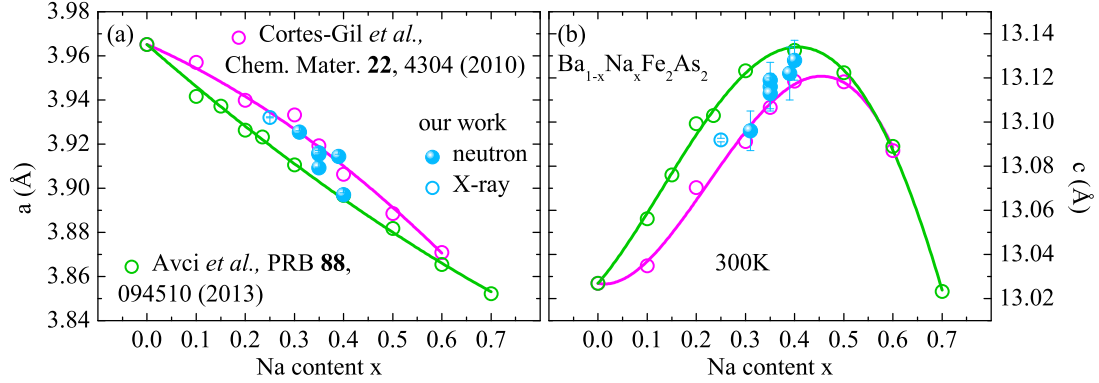 (a)
Cortes-Gil et al.,
Chem. Mater. 22, 4304 (2010)
our work
neutron
X-ray
Avci et al., PRB 88,
094510 (2013)
3.98
3.96
3.94
3.92
3.90
3.88
3.86
3.84
a (Å)
0.0 0.1 0.2 0.3 0.4 0.5 0.6 0.7
Na content x
(b)
Ba1-xNaxFe2As2
300K
13.14
13.12
13.10
13.08
13.06
13.04
13.02
c (Å)
0.0 0.1 0.2 0.3 0.4 0.5 0.6 0.7
Na content x